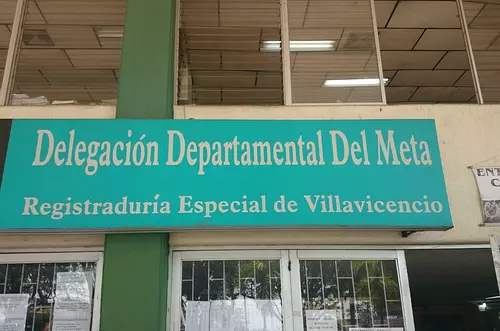 Delegación Departamental Del Meta
Registraduría Especial de Villavicencio